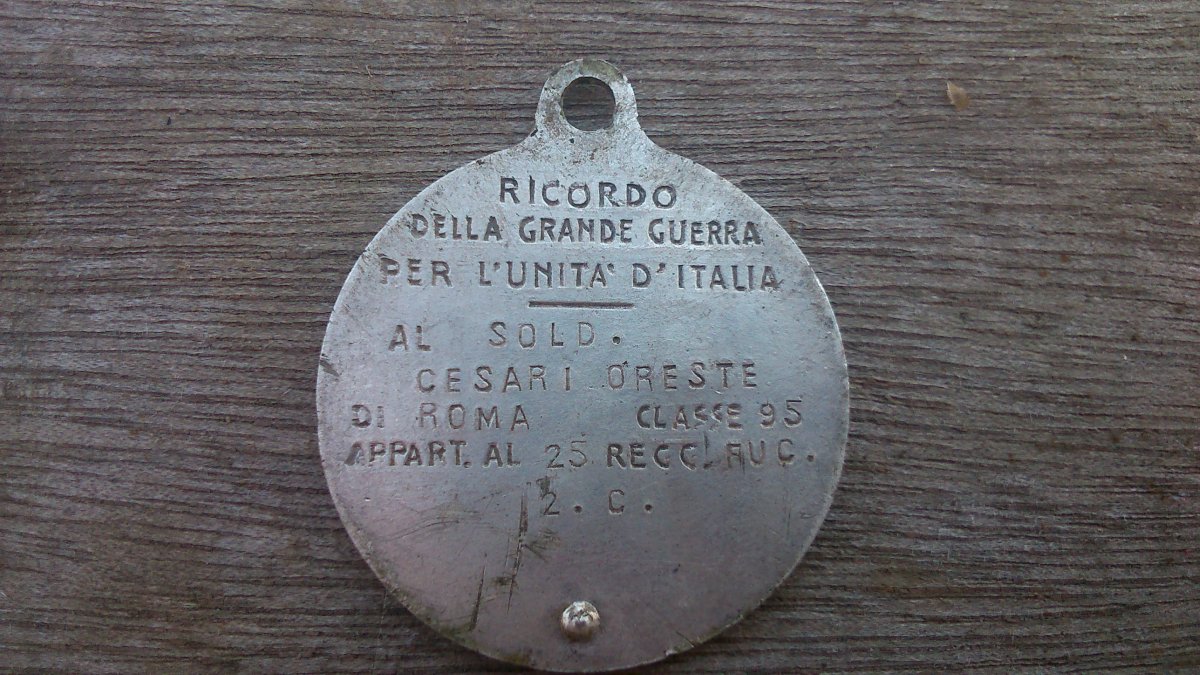 RICORDO
DELLA GRANDE GUERRA
PER L'UNITA' D'ITALIA
AL SOLD.
CESARI ORESTE
DI ROMA CLASSE 95
APPART. AL 25 REGG. FUC.
2. C.